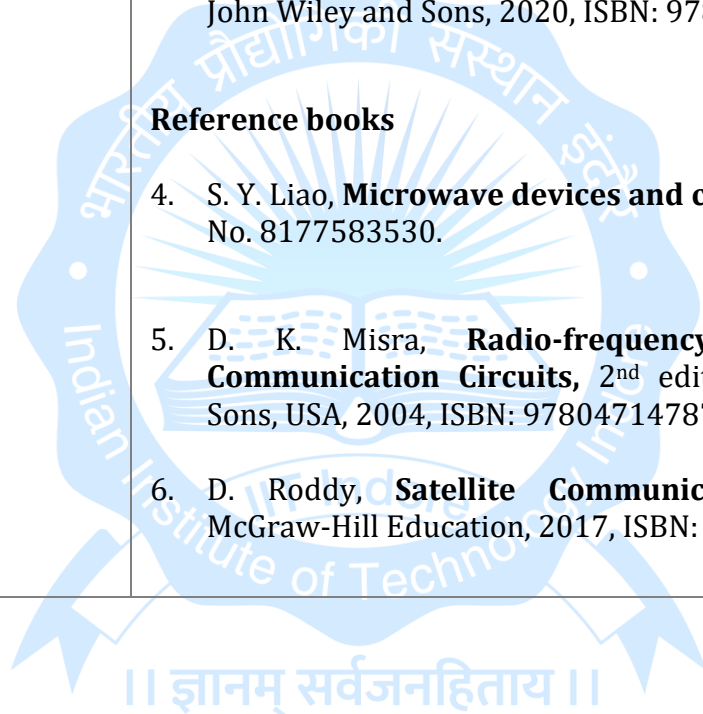 John Wiley and Sons, 2020, ISBN: 97
Reference books
4. S. Y. Liao, Microwave devices and
No. 8177583530.
5. D. K. Misra, Radio-frequency
Communication Circuits, 2nd
Sons, USA, 2004, ISBN: 978047147
6. D. Roddy, Satellite
McGraw-Hill Education, 2017, ISBN:
भारतीय प्रौद्योगिकी संस्थान इंदौर
Indian Institute of Technology Indore
IIT Indore
।। ज्ञानम् सर्वजनहिताय ।।